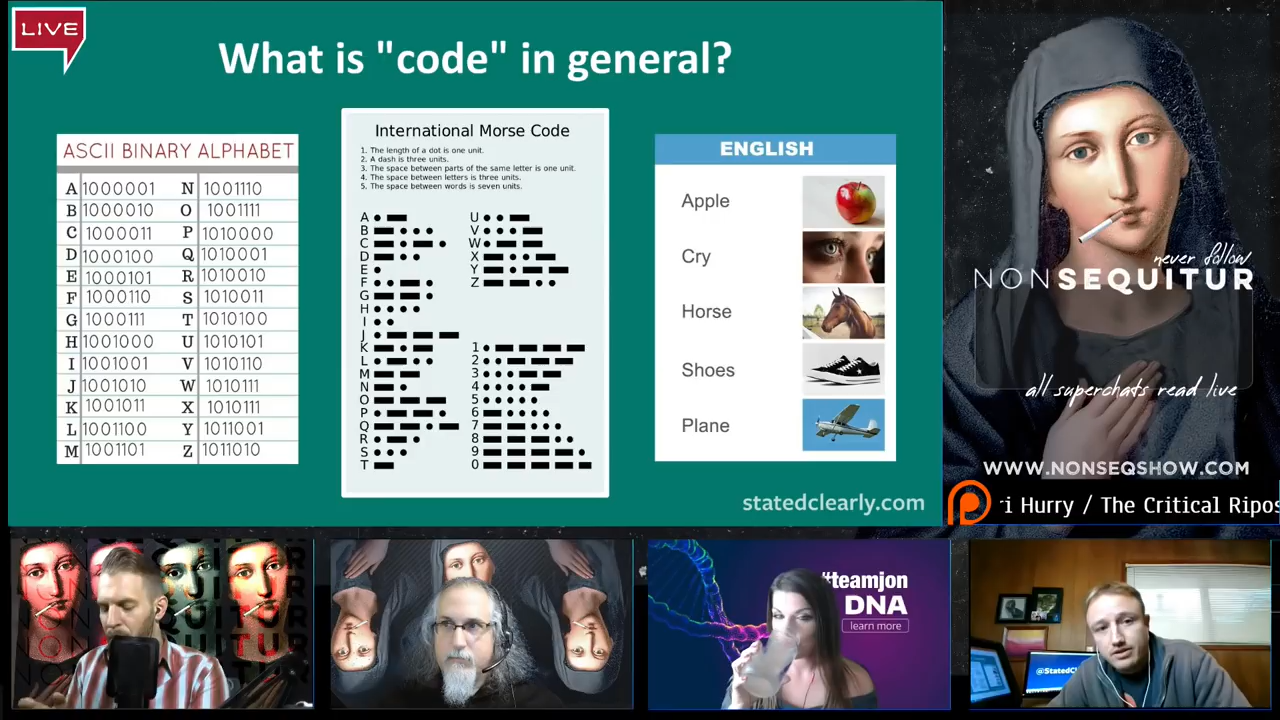 LIVE
What is "code" in general?
ASCII BINARY ALPHABET
A 1000001 N 1001110
B 1000010 O 1001111
C 1000011 P 1010000
D 1000100 Q 1010001
E 1000101 R 1010010
F 1000110 S 1010011
G 1000111 T 1010100
H 1001000 U 1010101
I 1001001 V 1010110
J 1001010 W 1010111
K 1001011 X 1010111
L 1001100 Y 1011001
M 1001101 Z 1011010
International Morse Code
1. The length of a dot is one unit.
2. A dash is three units.
3. The space between parts of the same letter is one unit.
4. The space between letters is three units.
5. The space between words is seven units.
A U
B V
C W
D X
E Y
F Z
G
H
I
J
K 1
L 2
M 3
N 4
O 5
P 6
Q 7
R 8
S 9
T 0
ENGLISH
Apple
Cry
Horse
Shoes
Plane
statedclearly.com
never follow
NONSEQUITUR
all superchats read live
WWW.NONSEQSHOW.COM
ri Hurry / The Critical Ripos
#teamjon
DNA
learn more
@StatedCl